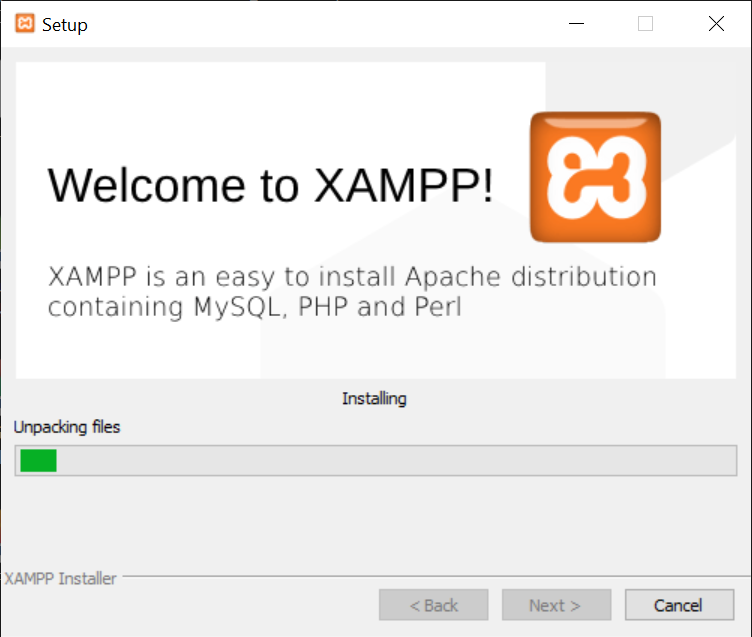 Setup
Welcome to XAMPP!
XAMPP is an easy to install Apache distribution
containing MySQL, PHP and Perl
Installing
Unpacking files
XAMPP Installer
< Back
Next >
Cancel